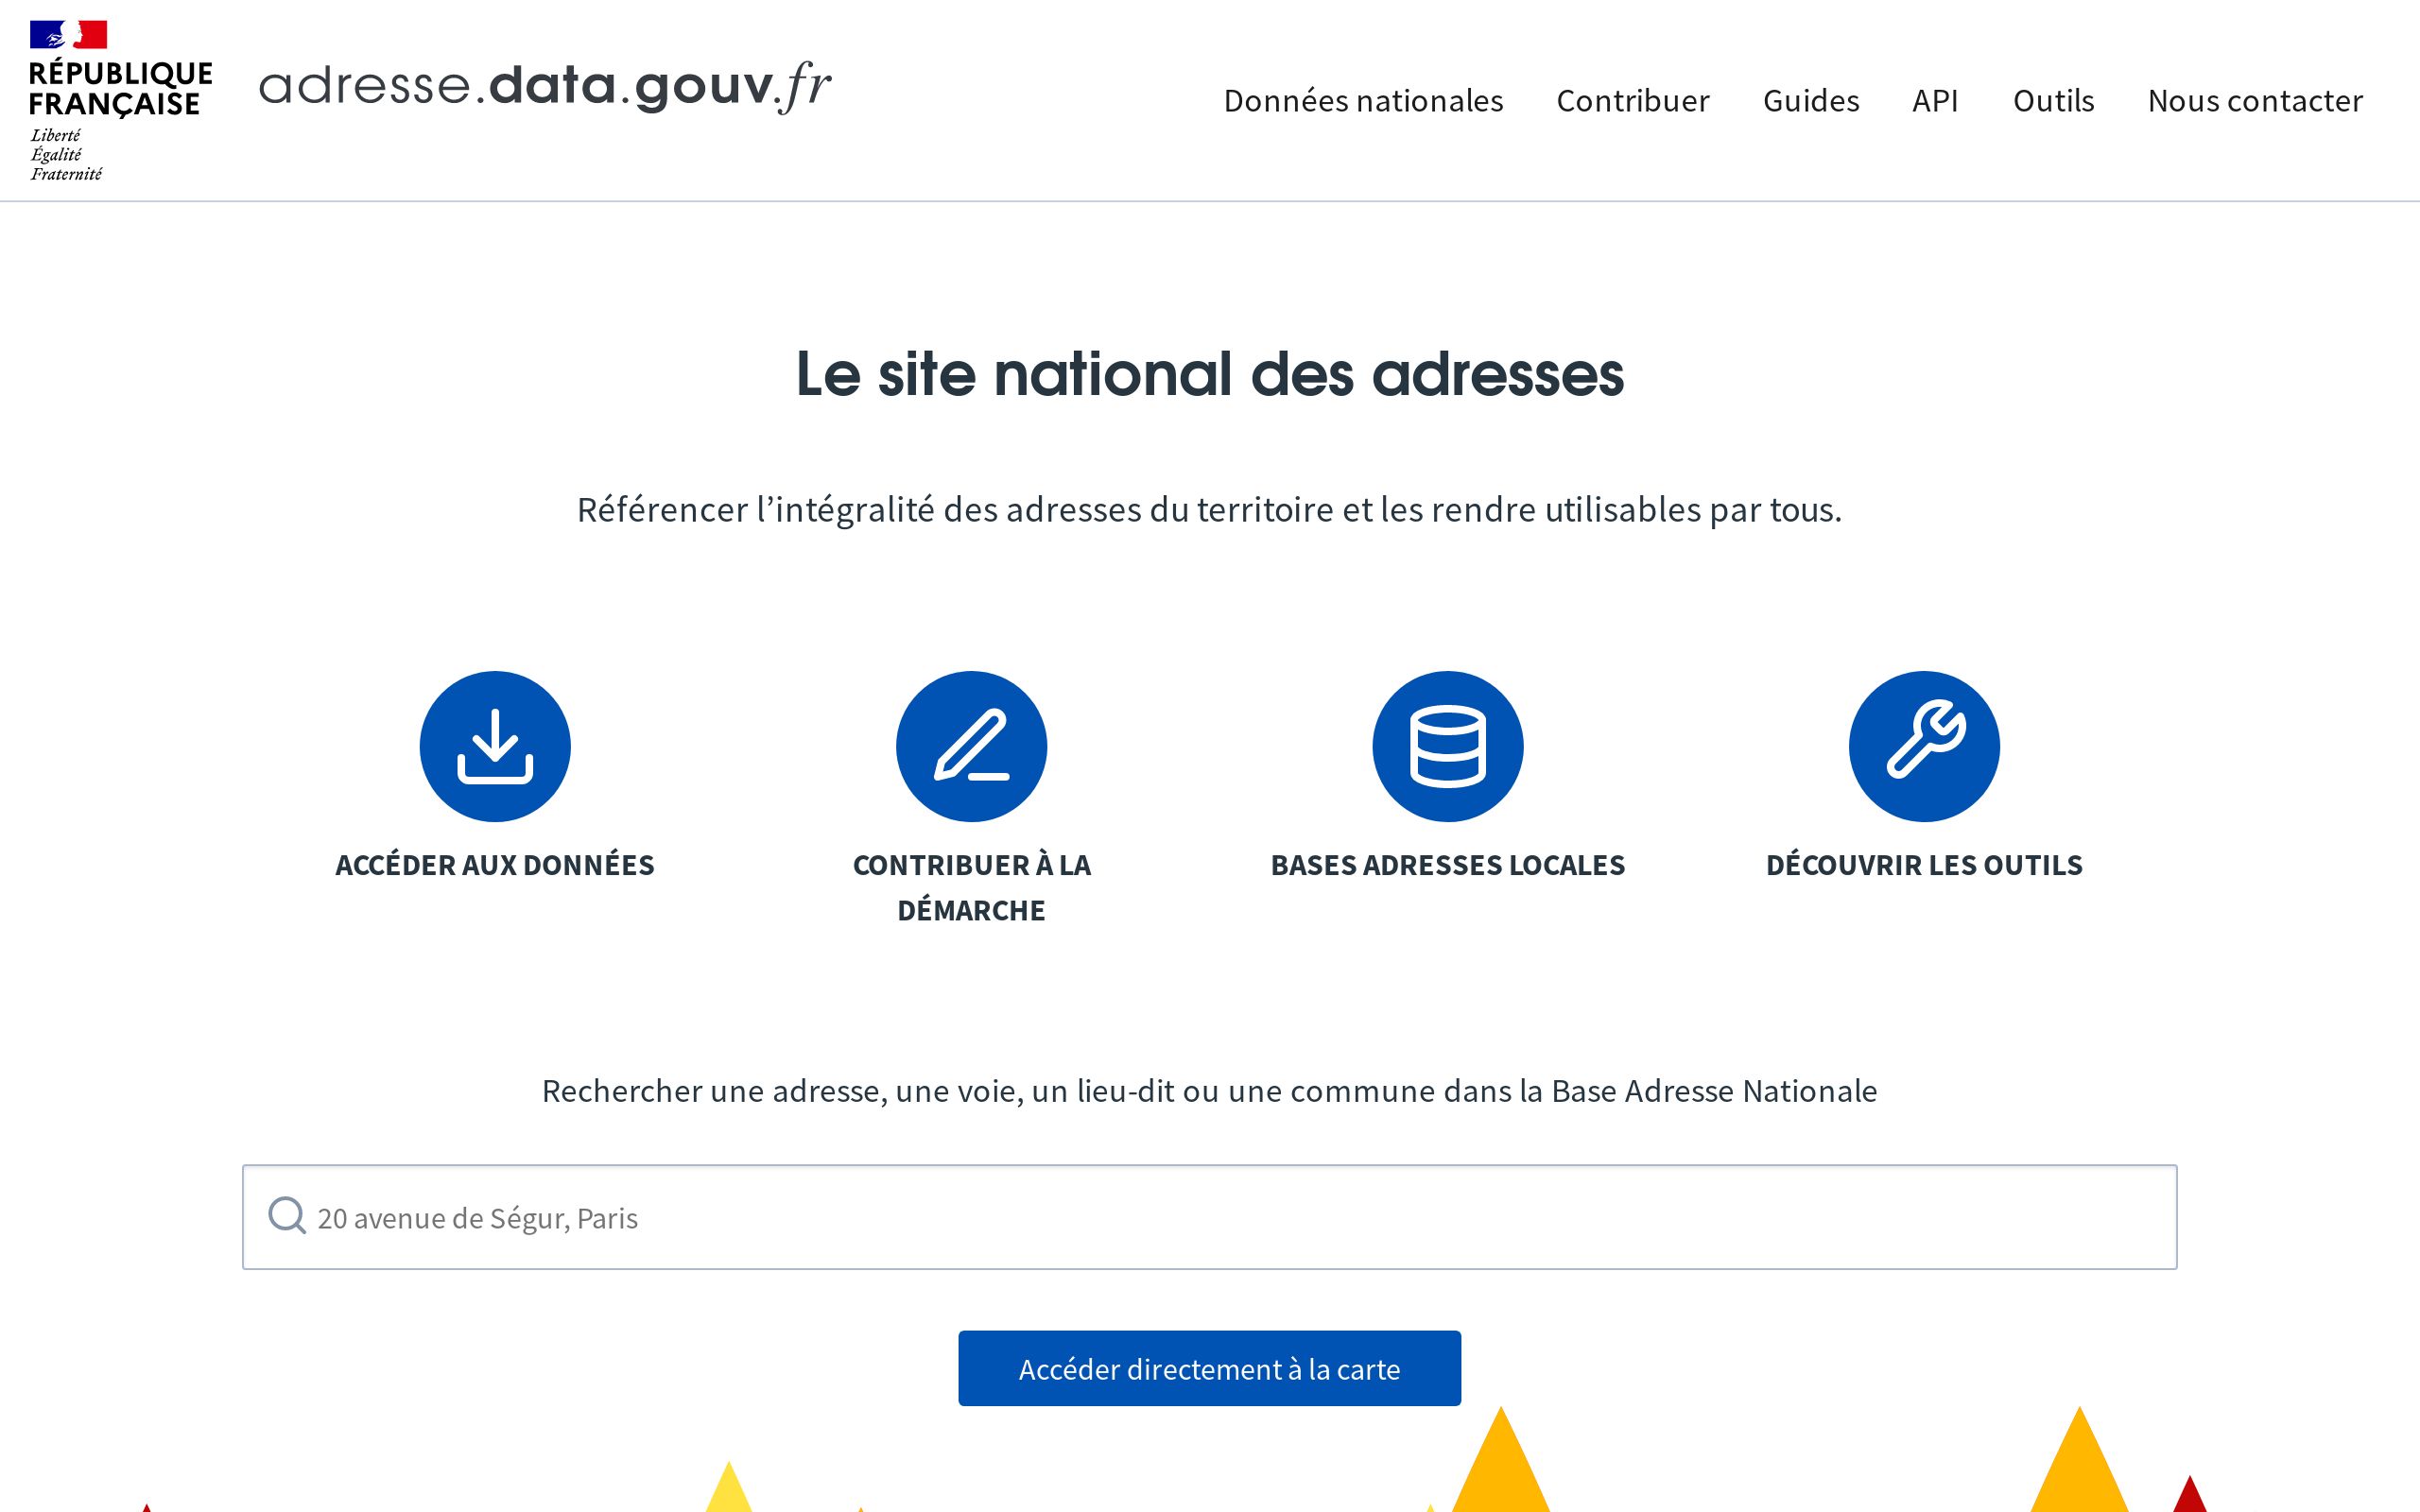 RÉPUBLIQUE
FRANÇAISE
Liberté
Égalité
Fraternité
adresse.data.gouv.fr
Données nationales
Contribuer
Guides
API
Outils
Nous contacter
Le site national des adresses
Référencer l’intégralité des adresses du territoire et les rendre utilisables par tous.
ACCÉDER AUX DONNÉES
CONTRIBUER À LA
DÉMARCHE
BASES ADRESSES LOCALES
DÉCOUVRIR LES OUTILS
Rechercher une adresse, une voie, un lieu-dit ou une commune dans la Base Adresse Nationale
20 avenue de Ségur, Paris
Accéder directement à la carte